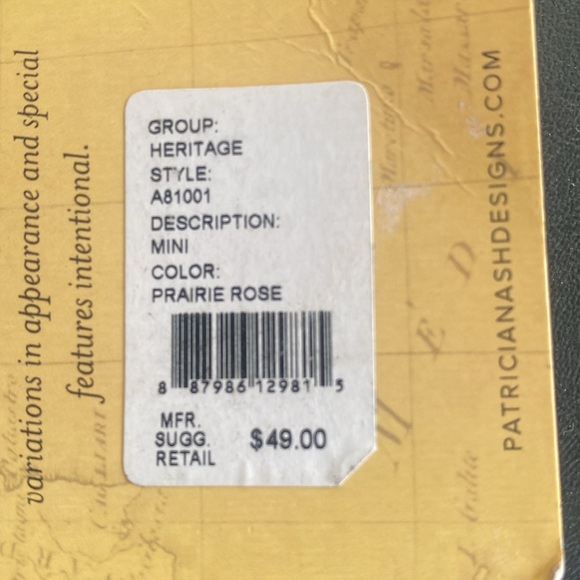 variations in appearance and special
features intentional.
GROUP:
HERITAGE
STYLE:
A81001
DESCRIPTION:
MINI
COLOR:
PRAIRIE ROSE
8 87986 12981 5
MFR.
SUGG.
RETAIL
$49.00
PATRICIANASHDESIGNS.COM